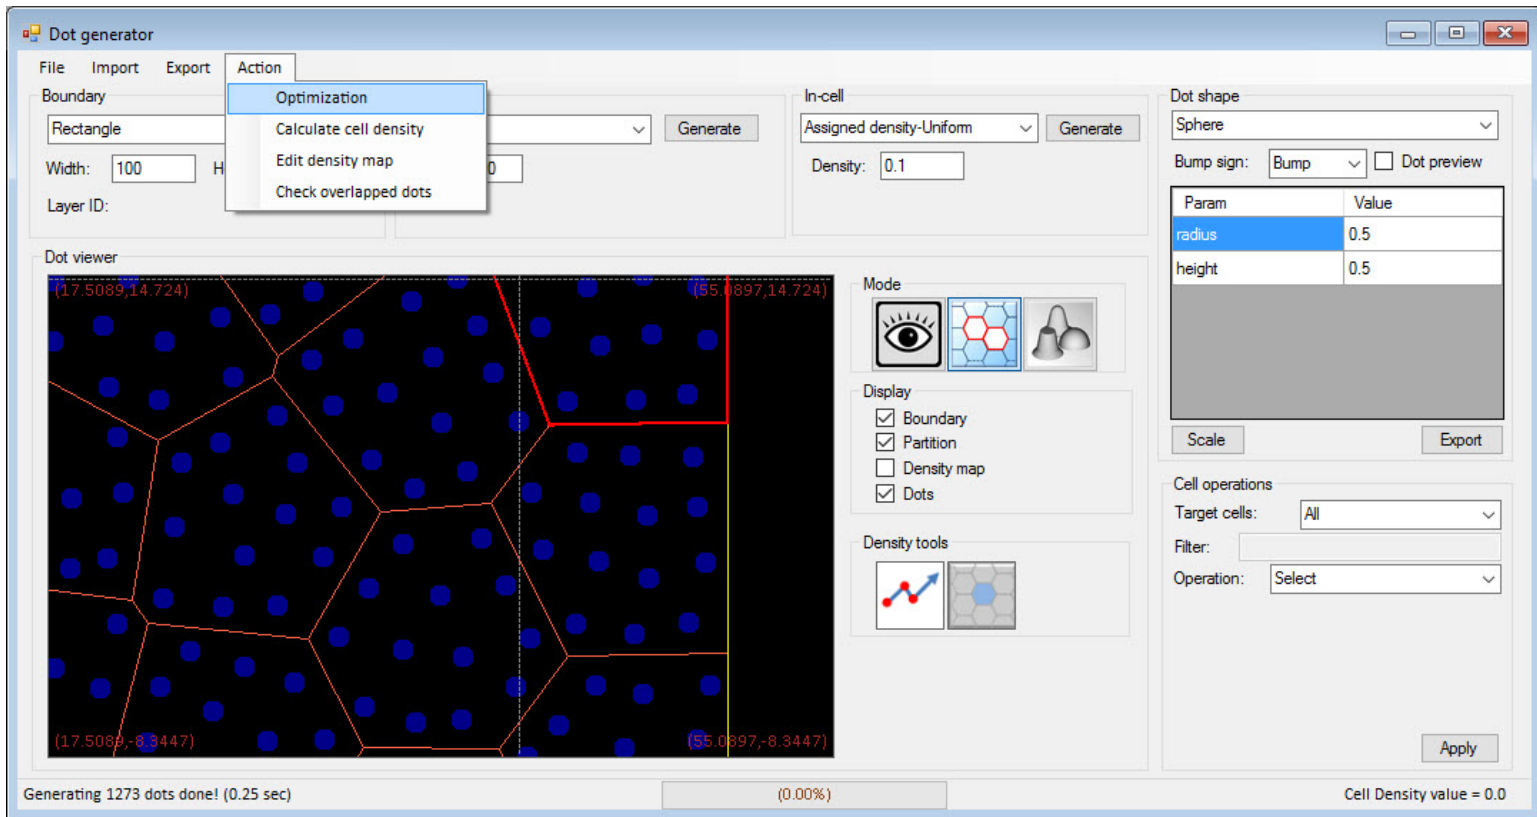 Dot generator
File Import Export Action
Optimization
Calculate cell density
Edit density map
Check overlapped dots
Boundary
Rectangle
Width: 100 H
Layer ID:
Generate
0
In-cell
Assigned density-Uniform Generate
Density: 0.1
Dot shape
Sphere
Bump sign: Bump Dot preview
Param Value
radius 0.5
height 0.5
Scale Export
Dot viewer
(17.5089,14.724) (55.0897,14.724)
(17.5089,-8.3447) (55.0897,-8.3447)
Mode
Display
Boundary
Partition
Density map
Dots
Density tools
Cell operations
Target cells: All
Filter:
Operation: Select
Apply
Generating 1273 dots done! (0.25 sec) (0.00%) Cell Density value = 0.0